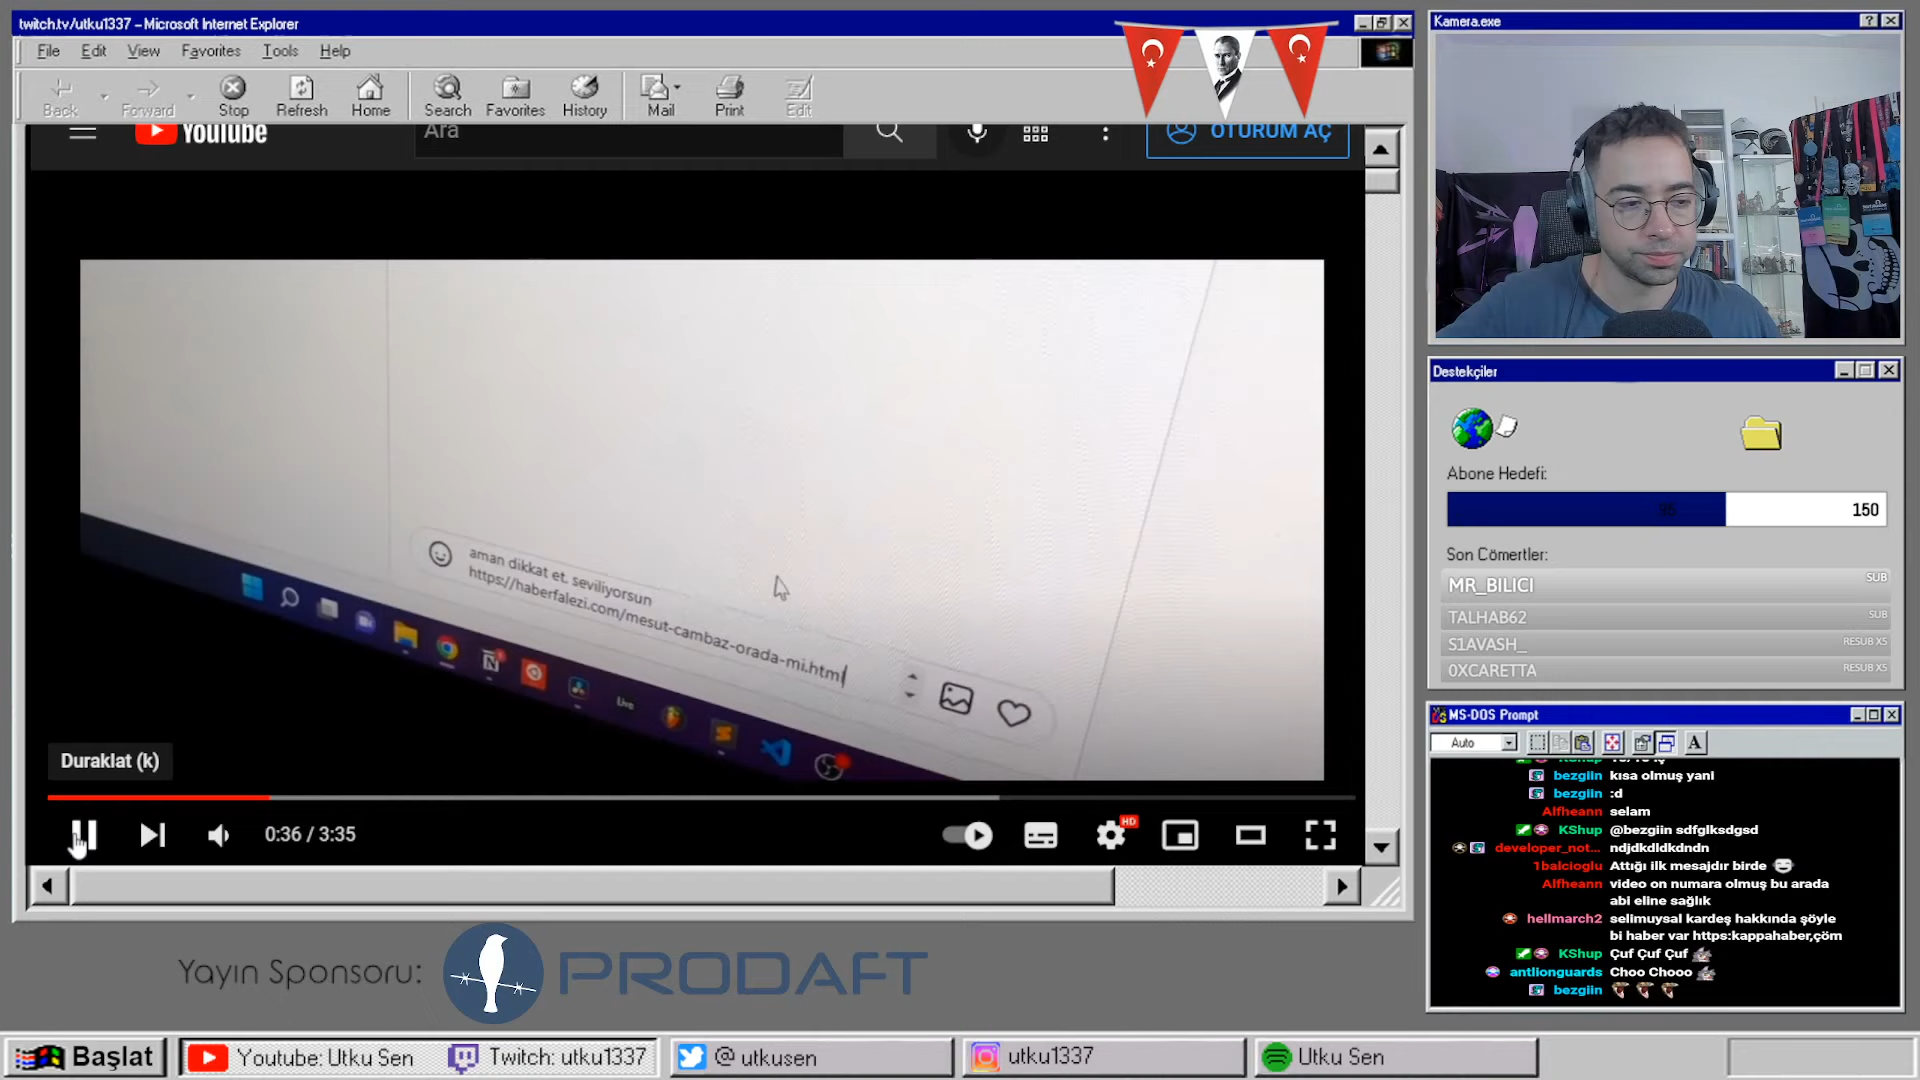 twitch.tv/utku1337 – Microsoft Internet Explorer
File Edit View Favorites Tools Help
Back Forward Stop Refresh Home Search Favorites History Mail Print Edit
YouTube
Ara
OTURUM AÇ
aman dikkat et. seviliyorsun
https://haberfalezi.com/mesut-cambaz-orada-mi.html
Live
Duraklat (k)
0:36 / 3:35
HD
Yayın Sponsoru:
PRODAFT
Kamera.exe
Destekçiler
Abone Hedefi:
96 150
Son Cömertler:
MR_BILICI SUB
TALHAB62 SUB
S1AVASH_ RESUB X5
0XCARETTA RESUB X5
MS-DOS Prompt
Auto
A
bezgiin kısa olmuş yani
bezgiin :d
Alfheann selam
KShup @bezgiin sdfglksdgsd
developer_not... ndjdkdldkdndn
1balcioglu Attığı ilk mesajdır birde
Alfheann video on numara olmuş bu arada
abi eline sağlık
hellmarch2 selimuysal kardeş hakkında şöyle
bi haber var https:kappahaber,çöm
KShup Çuf Çuf Çuf
antlionguards Choo Chooo
bezgiin
Başlat
Youtube: Utku Sen
Twitch: utku1337
@utkusen
utku1337
Utku Sen